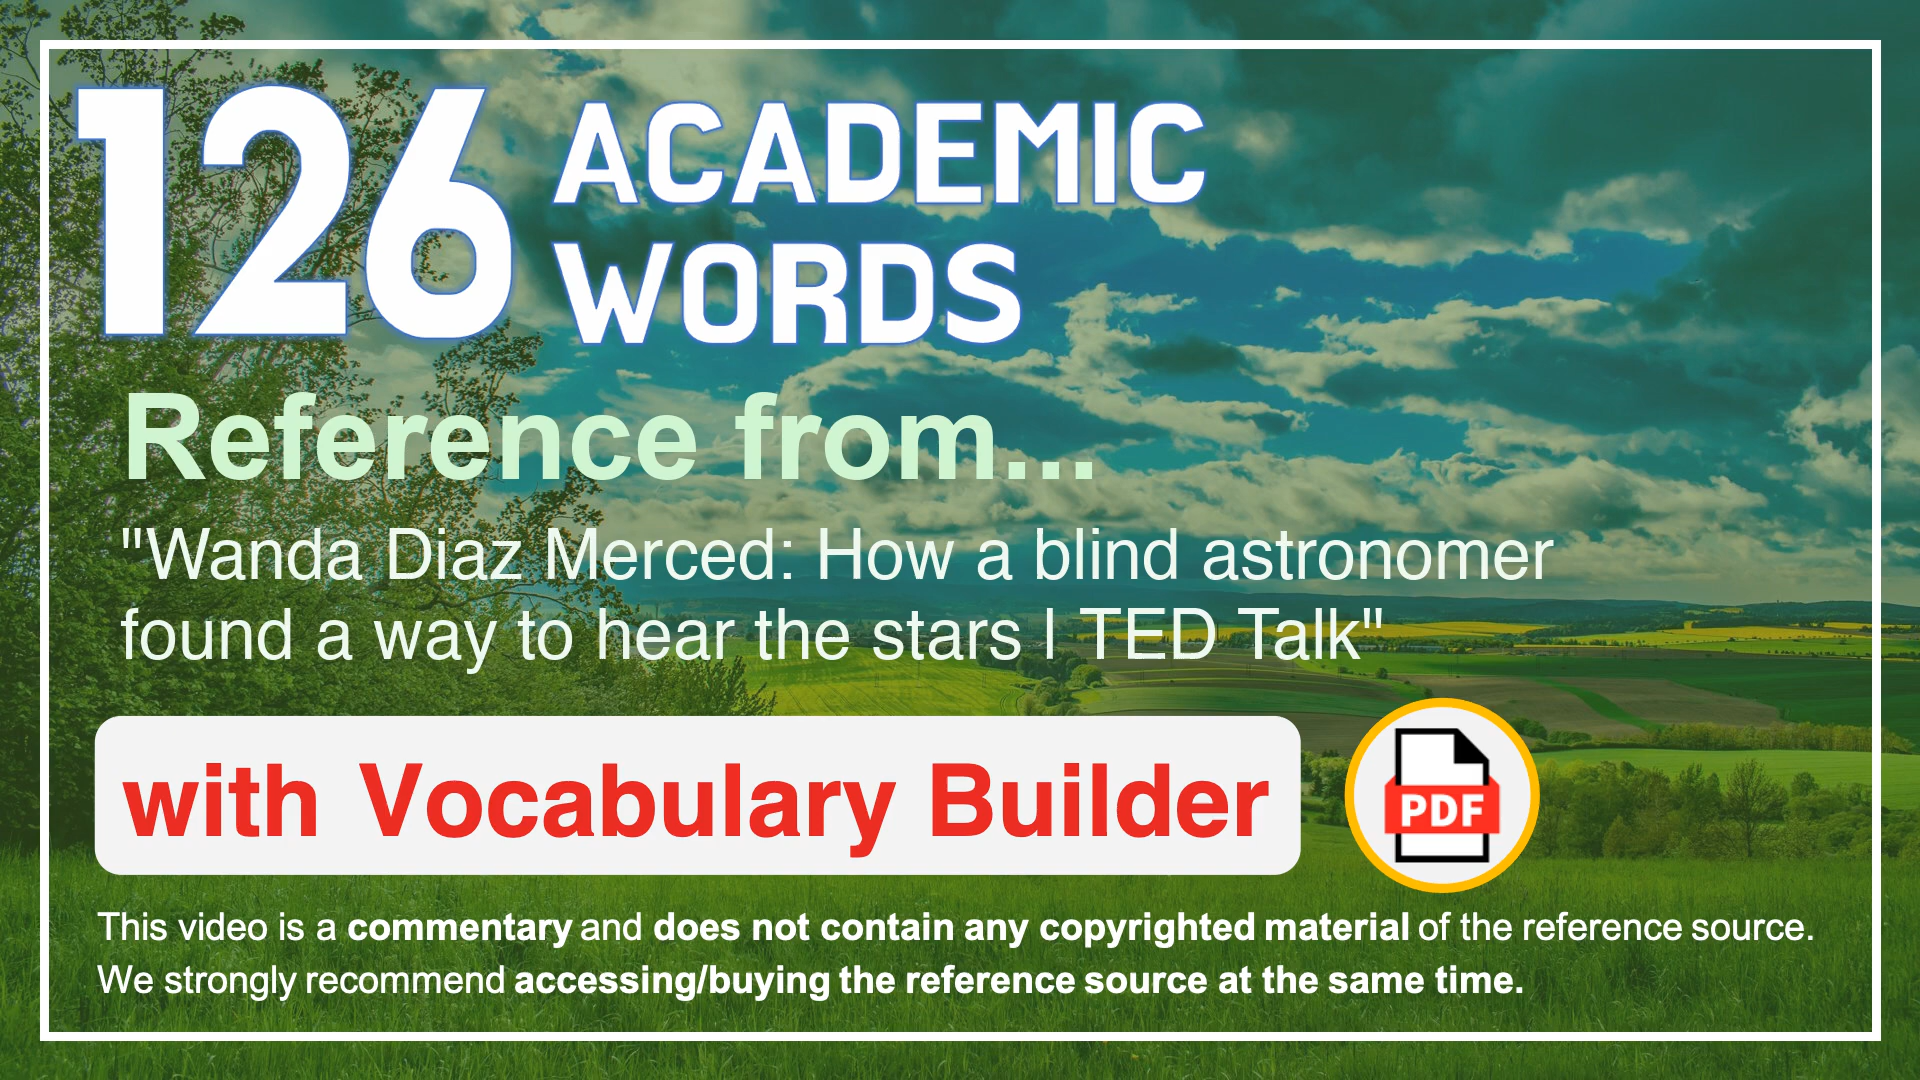 126 ACADEMIC
WORDS
Reference from...
"Wanda Diaz Merced: How a blind astronomer
found a way to hear the stars | TED Talk"
with Vocabulary Builder
PDF
This video is a commentary and does not contain any copyrighted material of the reference source.
We strongly recommend accessing/buying the reference source at the same time.